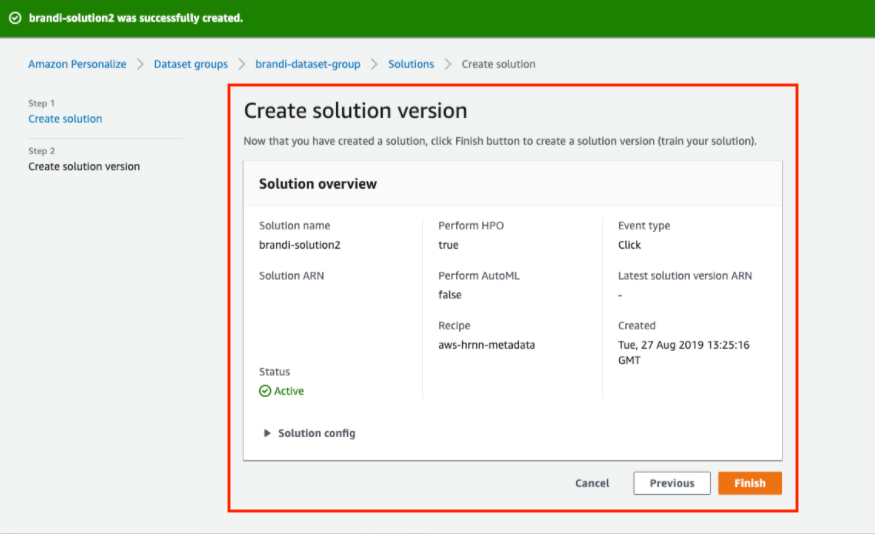 brandi-solution2 was successfully created.
Amazon Personalize > Dataset groups > brandi-dataset-group > Solutions > Create solution
Step 1
Create solution
Step 2
Create solution version
Create solution version
Now that you have created a solution, click Finish button to create a solution version (train your solution).
Solution overview
Solution name
brandi-solution2
Solution ARN
Status
Active
Perform HPO
true
Perform AutoML
false
Recipe
aws-hrnn-metadata
Event type
Click
Latest solution version ARN
-
Created
Tue, 27 Aug 2019 13:25:16
GMT
Solution config
Cancel
Previous
Finish